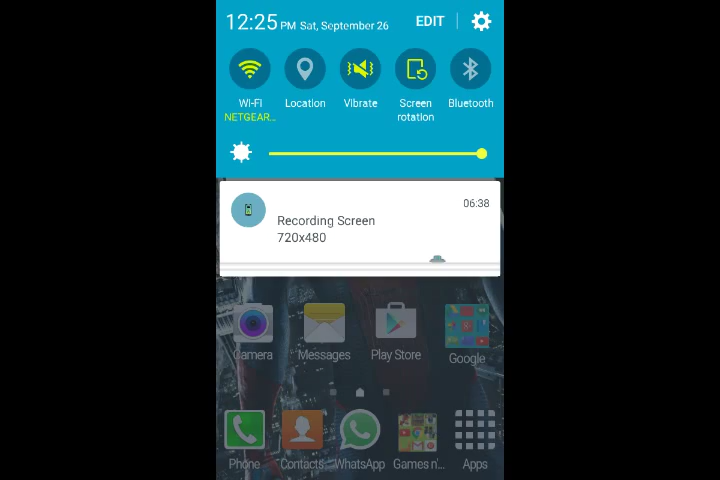 12:25 PM Sat, September 26 EDIT
Wi-Fi Location Vibrate Screen rotation Bluetooth
NETGEAR...
06:38
Recording Screen
720x480
Camera Messages Play Store Google
Phone Contacts WhatsApp Games n'... Apps